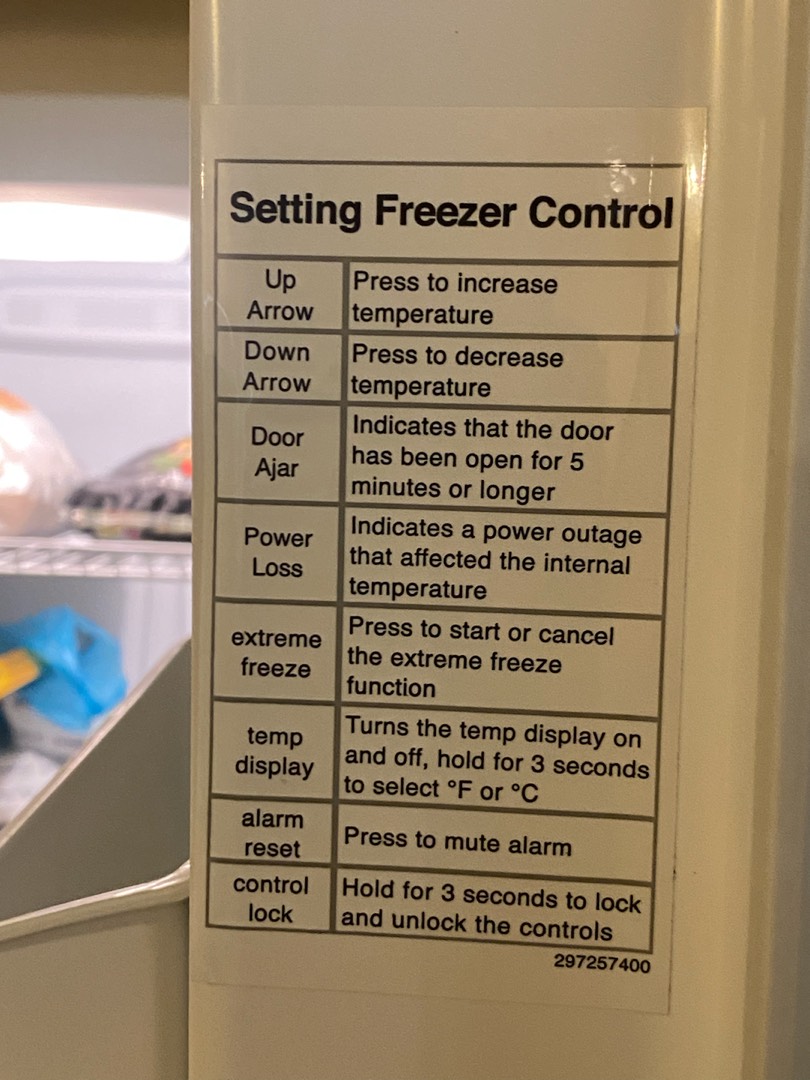 Setting Freezer Control
Up
Arrow
Press to increase
temperature
Down
Arrow
Press to decrease
temperature
Door
Ajar
Indicates that the door
has been open for 5
minutes or longer
Power
Loss
Indicates a power outage
that affected the internal
temperature
extreme
freeze
Press to start or cancel
the extreme freeze
function
temp
display
Turns the temp display on
and off, hold for 3 seconds
to select °F or °C
alarm
reset
Press to mute alarm
control
lock
Hold for 3 seconds to lock
and unlock the controls
297257400